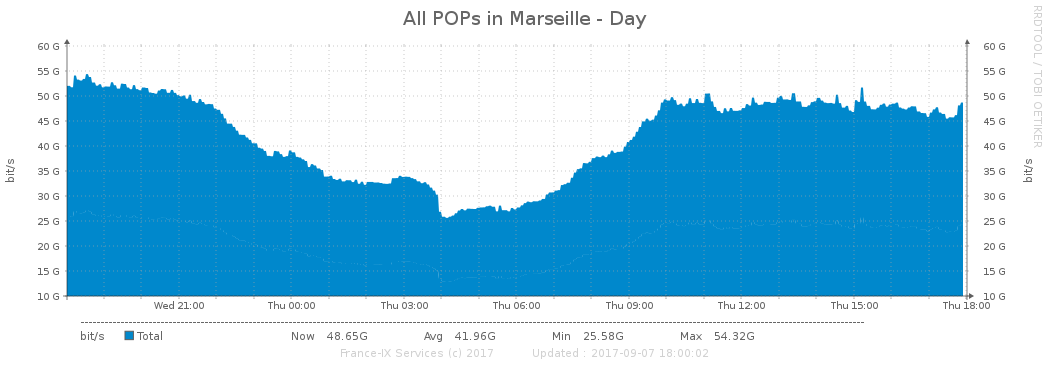 All POPs in Marseille - Day
RRDTOOL / TOBI OETIKER
bit/s
60 G
55 G
50 G
45 G
40 G
35 G
30 G
25 G
20 G
15 G
10 G
60 G
55 G
50 G
45 G
40 G
35 G
30 G
25 G
20 G
15 G
10 G
bit/s
Wed 21:00 Thu 00:00 Thu 03:00 Thu 06:00 Thu 09:00 Thu 12:00 Thu 15:00 Thu 18:00
bit/s Total Now 48.65G Avg 41.96G Min 25.58G Max 54.32G
France-IX Services (c) 2017 Updated : 2017-09-07 18:00:02